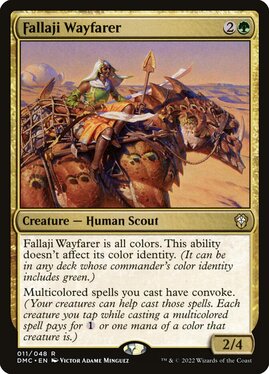 Fallaji Wayfarer 2
Creature — Human Scout
Fallaji Wayfarer is all colors. This ability
doesn't affect its color identity. (It can be
in any deck whose commander's color
identity includes green.)
Multicolored spells you cast have convoke.
(Your creatures can help cast those spells. Each
creature you tap while casting a multicolored
spell pays for 1 or one mana of a color
that creature is.)
2/4
011/048 R
DMC • EN VICTOR ADAME MINGUEZ
™ & © 2022 Wizards of the Coast